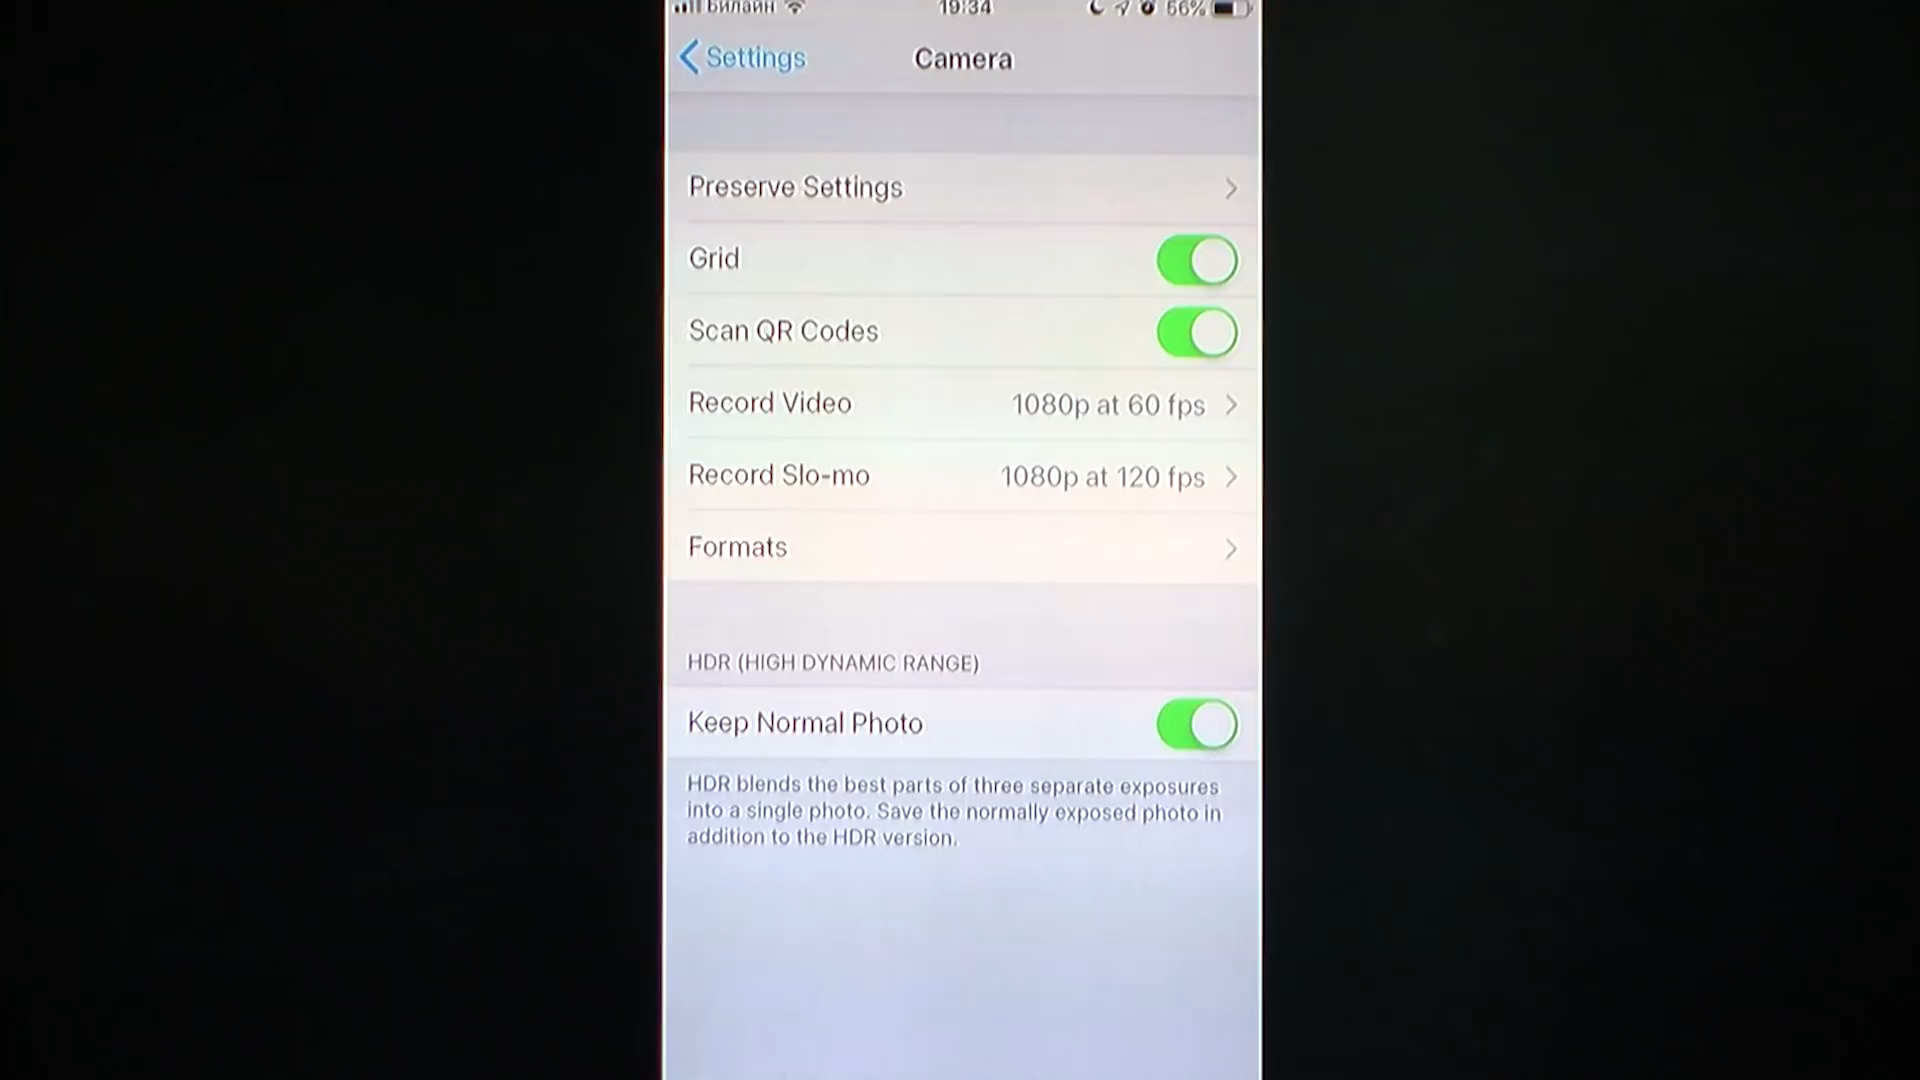 Билайн 19:34 56%
Settings Camera
Preserve Settings
Grid
Scan QR Codes
Record Video 1080p at 60 fps
Record Slo-mo 1080p at 120 fps
Formats
HDR (HIGH DYNAMIC RANGE)
Keep Normal Photo
HDR blends the best parts of three separate exposures
into a single photo. Save the normally exposed photo in
addition to the HDR version.